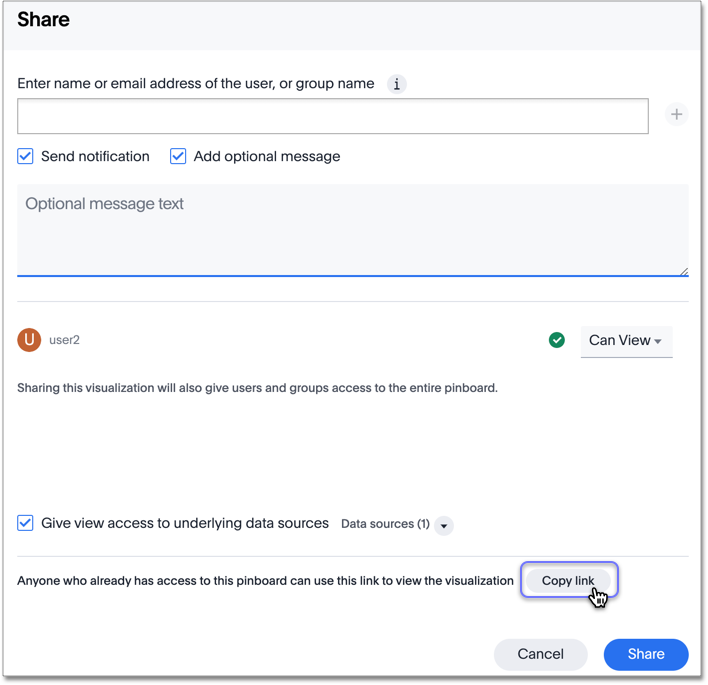 Share
Enter name or email address of the user, or group name i
+
Send notification Add optional message
Optional message text
U user2 Can View
Sharing this visualization will also give users and groups access to the entire pinboard.
Give view access to underlying data sources Data sources (1)
Anyone who already has access to this pinboard can use this link to view the visualization Copy link
Cancel Share